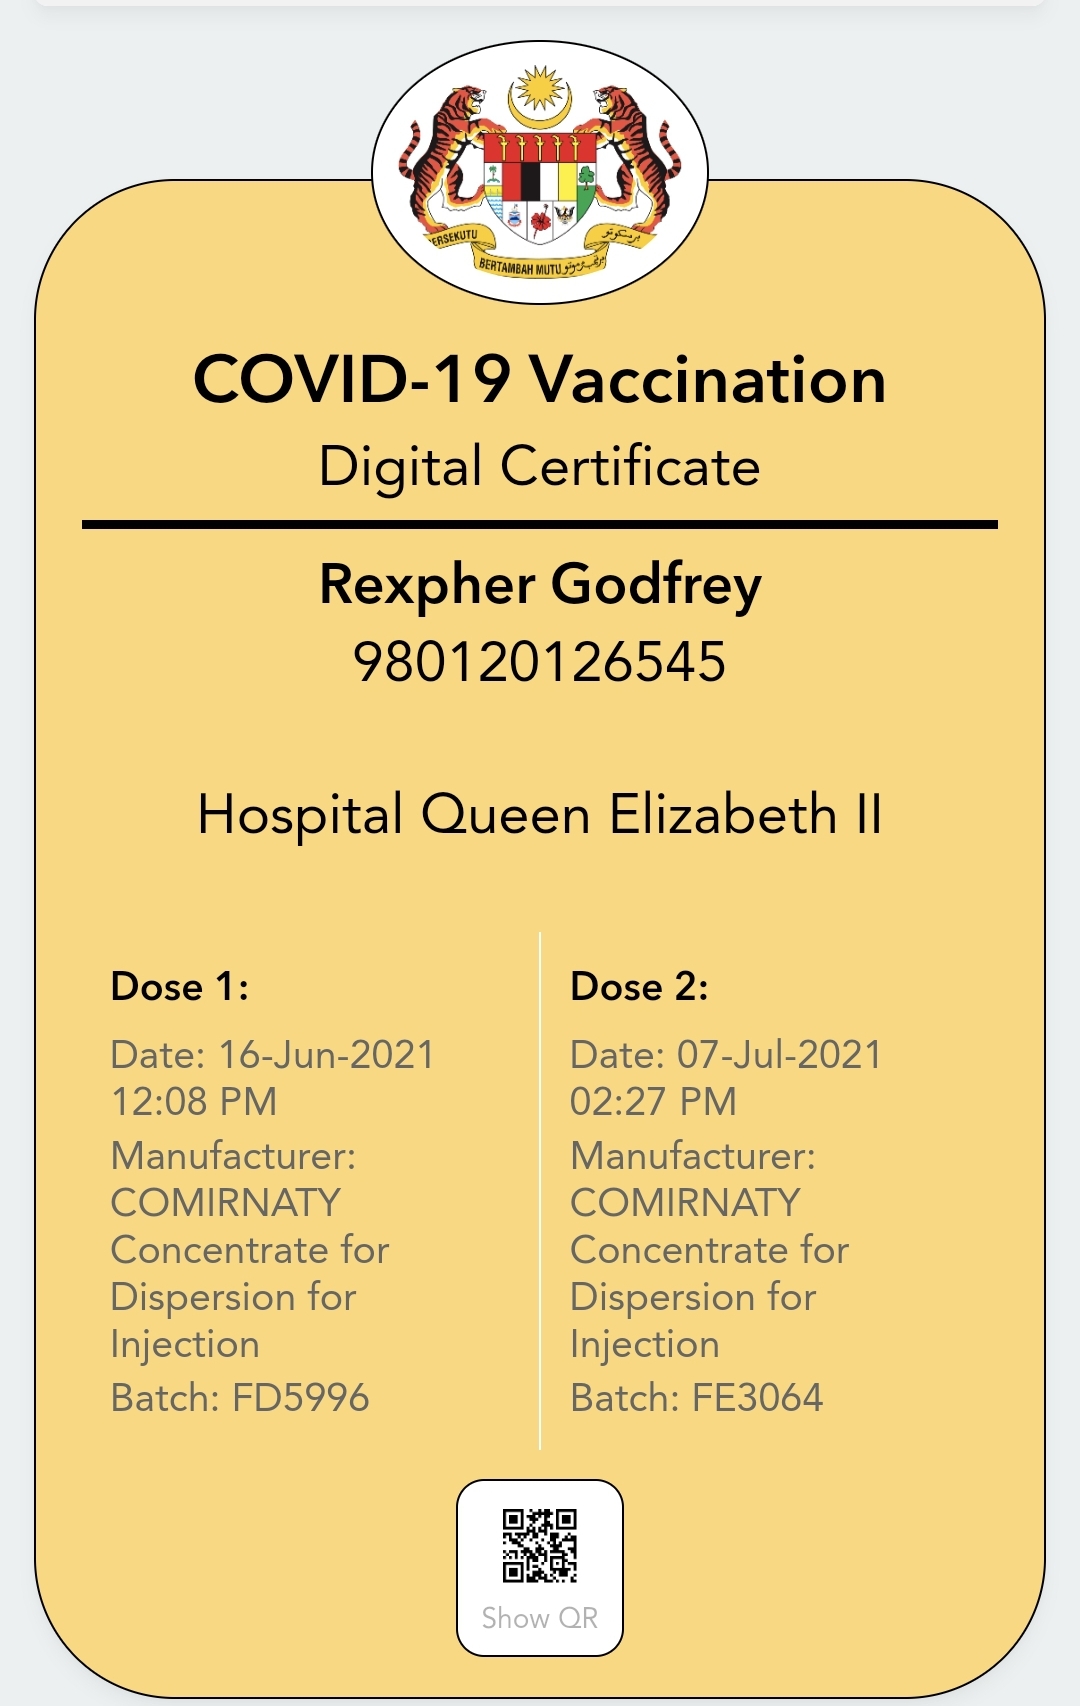 ERSEKUTU
BERTAMBAH MUTU
COVID-19 Vaccination
Digital Certificate
Rexpher Godfrey
980120126545
Hospital Queen Elizabeth II
Dose 1:
Date: 16-Jun-2021
12:08 PM
Manufacturer:
COMIRNATY
Concentrate for
Dispersion for
Injection
Batch: FD5996
Dose 2:
Date: 07-Jul-2021
02:27 PM
Manufacturer:
COMIRNATY
Concentrate for
Dispersion for
Injection
Batch: FE3064
Show QR